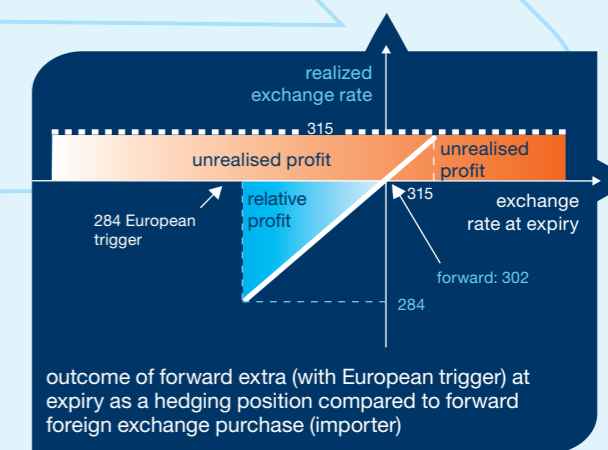 realized
exchange rate
315
unrealised profit
unrealised
profit
relative
profit
315
exchange
rate at expiry
284 European
trigger
forward: 302
284
outcome of forward extra (with European trigger) at
expiry as a hedging position compared to forward
foreign exchange purchase (importer)